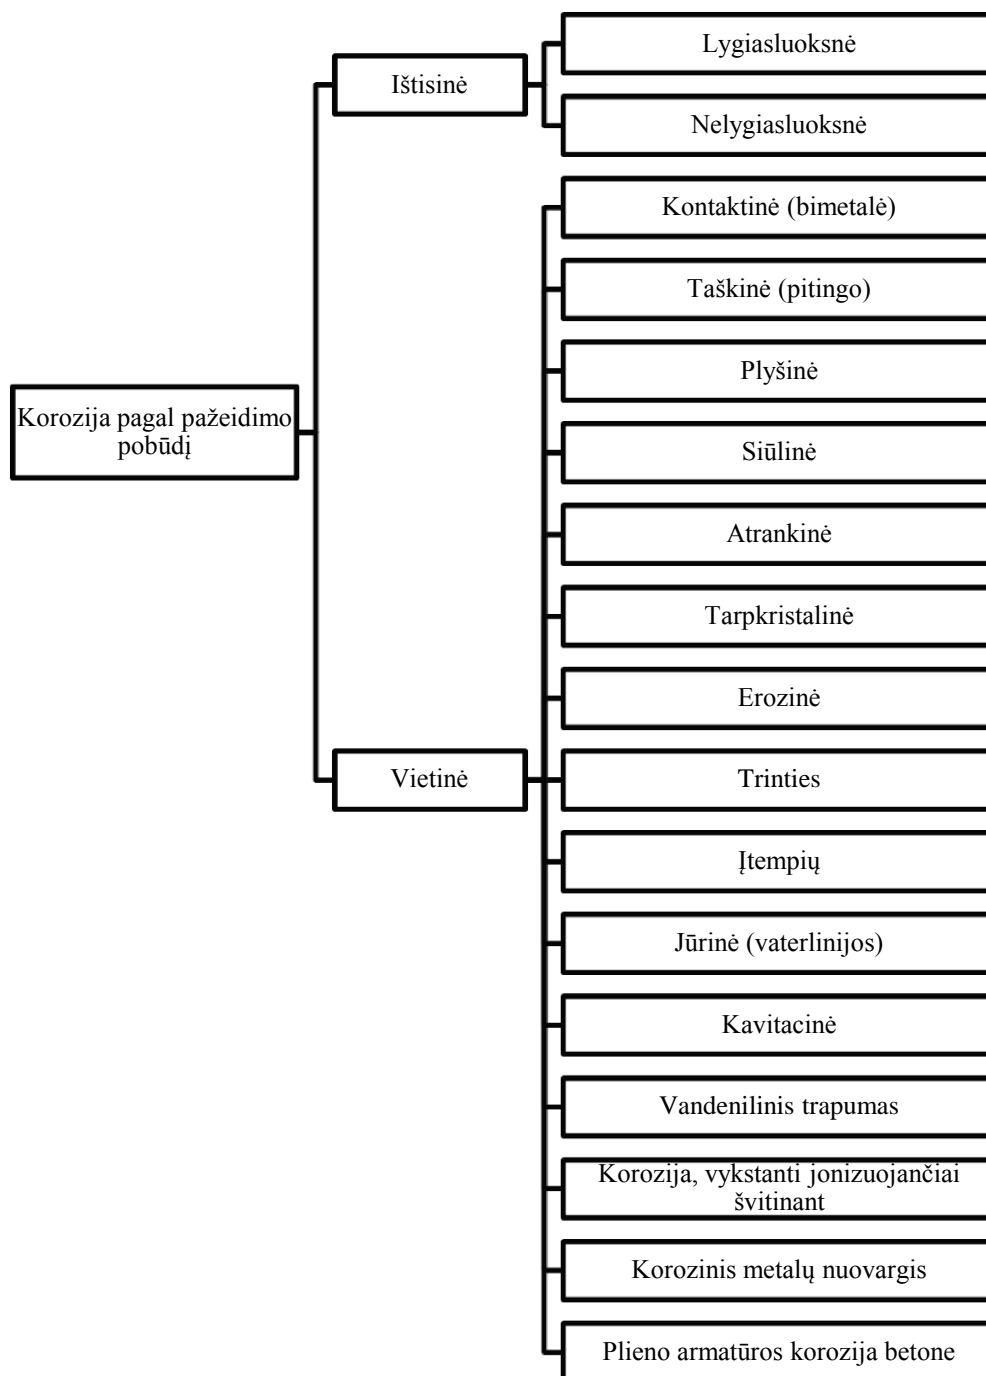 Lygiasluoksnė
Ištisinė
Nelygiasluoksnė
Kontaktinė (bimetalė)
Taškinė (pitingo)
Plyšinė
Korozija pagal pažeidimo
pobūdį
Siūlinė
Atrankinė
Tarpkristalinė
Erozinė
Vietinė
Trinties
Įtempių
Jūrinė (vaterlinijos)
Kavitacinė
Vandenilinis trapumas
Korozija, vykstanti jonizuojančiai
švitinant
Korozinis metalų nuovargis
Plieno armatūros korozija betone